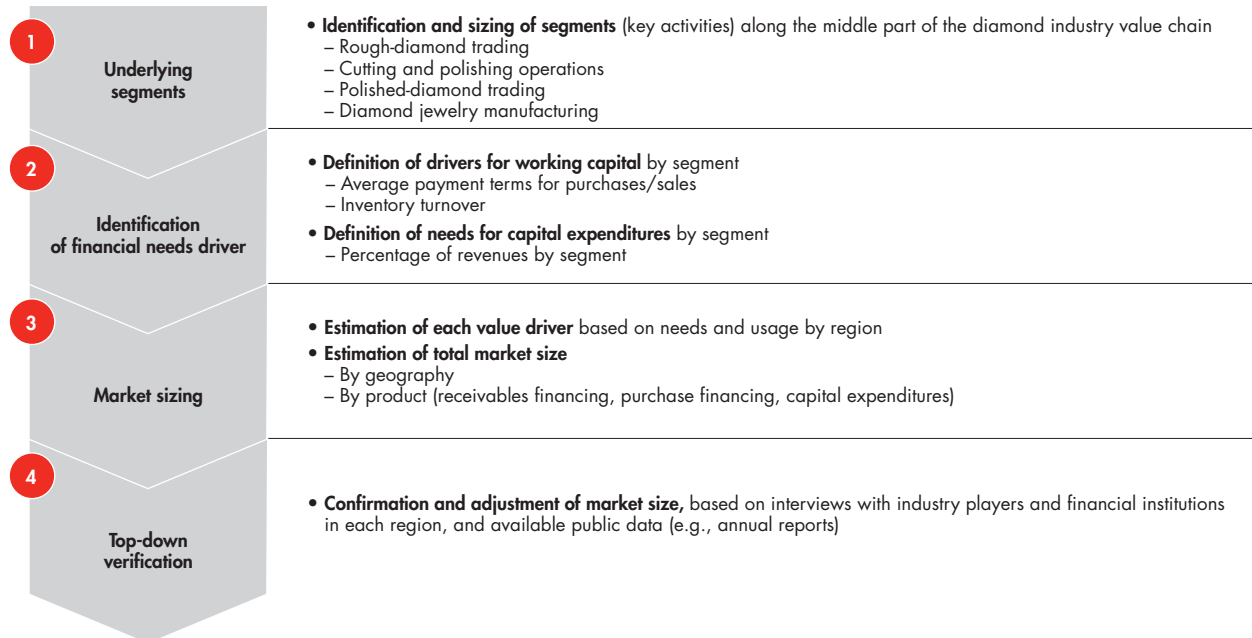 1
Underlying
segments
• Identification and sizing of segments (key activities) along the middle part of the diamond industry value chain
– Rough-diamond trading
– Cutting and polishing operations
– Polished-diamond trading
– Diamond jewelry manufacturing
2
Identification
of financial needs driver
• Definition of drivers for working capital by segment
– Average payment terms for purchases/sales
– Inventory turnover
• Definition of needs for capital expenditures by segment
– Percentage of revenues by segment
3
Market sizing
• Estimation of each value driver based on needs and usage by region
• Estimation of total market size
– By geography
– By product (receivables financing, purchase financing, capital expenditures)
4
Top-down
verification
• Confirmation and adjustment of market size, based on interviews with industry players and financial institutions
in each region, and available public data (e.g., annual reports)